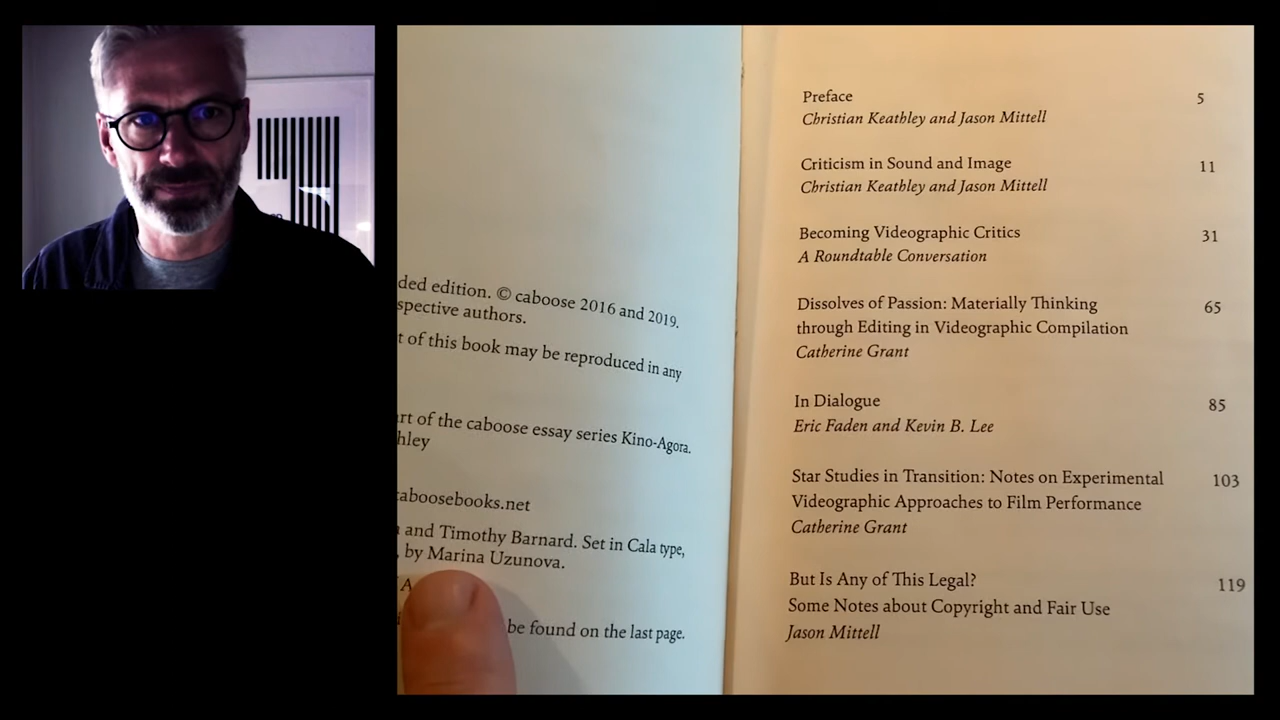 ded edition. © caboose 2016 and 2019.
spective authors.
t of this book may be reproduced in any
rt of the caboose essay series Kino-Agora.
hley
caboosebooks.net
and Timothy Barnard. Set in Cala type,
, by Marina Uzunova.
A
be found on the last page.
Preface 5
Christian Keathley and Jason Mittell
Criticism in Sound and Image 11
Christian Keathley and Jason Mittell
Becoming Videographic Critics 31
A Roundtable Conversation
Dissolves of Passion: Materially Thinking 65
through Editing in Videographic Compilation
Catherine Grant
In Dialogue 85
Eric Faden and Kevin B. Lee
Star Studies in Transition: Notes on Experimental 103
Videographic Approaches to Film Performance
Catherine Grant
But Is Any of This Legal? 119
Some Notes about Copyright and Fair Use
Jason Mittell